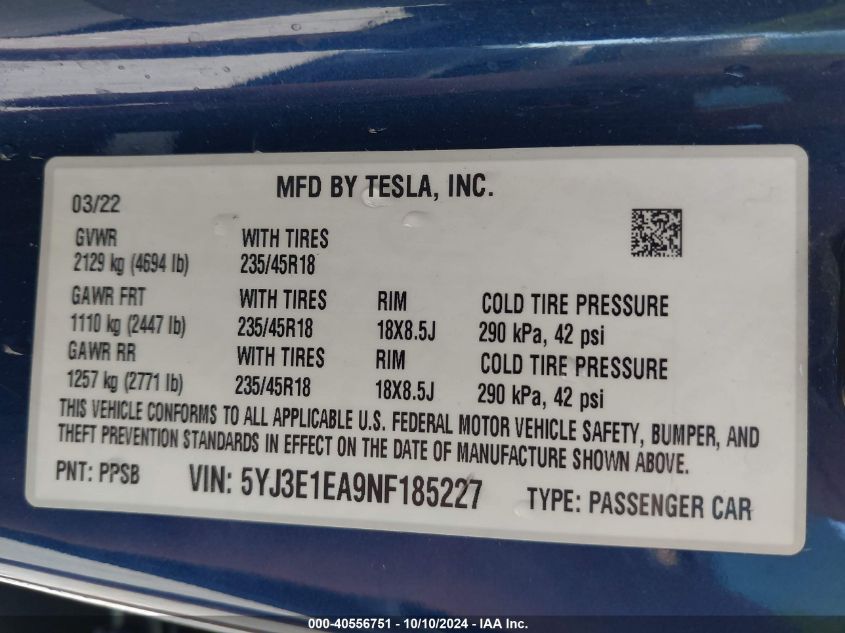 MFD BY TESLA, INC.
03/22
GVWR WITH TIRES
2129 kg (4694 lb) 235/45R18
GAWR FRT WITH TIRES RIM COLD TIRE PRESSURE
1110 kg (2447 lb) 235/45R18 18X8.5J 290 kPa, 42 psi
GAWR RR WITH TIRES RIM COLD TIRE PRESSURE
1257 kg (2771 lb) 235/45R18 18X8.5J 290 kPa, 42 psi
THIS VEHICLE CONFORMS TO ALL APPLICABLE U.S. FEDERAL MOTOR VEHICLE SAFETY, BUMPER, AND
THEFT PREVENTION STANDARDS IN EFFECT ON THE DATE OF MANUFACTURE SHOWN ABOVE.
PNT: PPSB VIN: 5YJ3E1EA9NF185227 TYPE: PASSENGER CAR
000-40556751 - 10/10/2024 - IAA Inc.